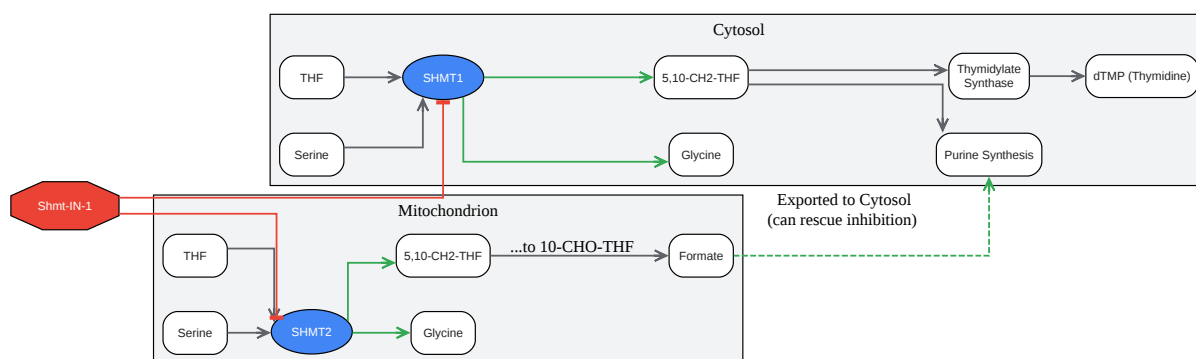 Cytosol
THF
SHMT1
5,10-CH2-THF
Thymidylate
Synthase
dTMP (Thymidine)
Serine
Glycine
Purine Synthesis
Shmt-IN-1
Mitochondrion
Exported to Cytosol
(can rescue inhibition)
THF
5,10-CH2-THF
...to 10-CHO-THF
Formate
Serine
SHMT2
Glycine